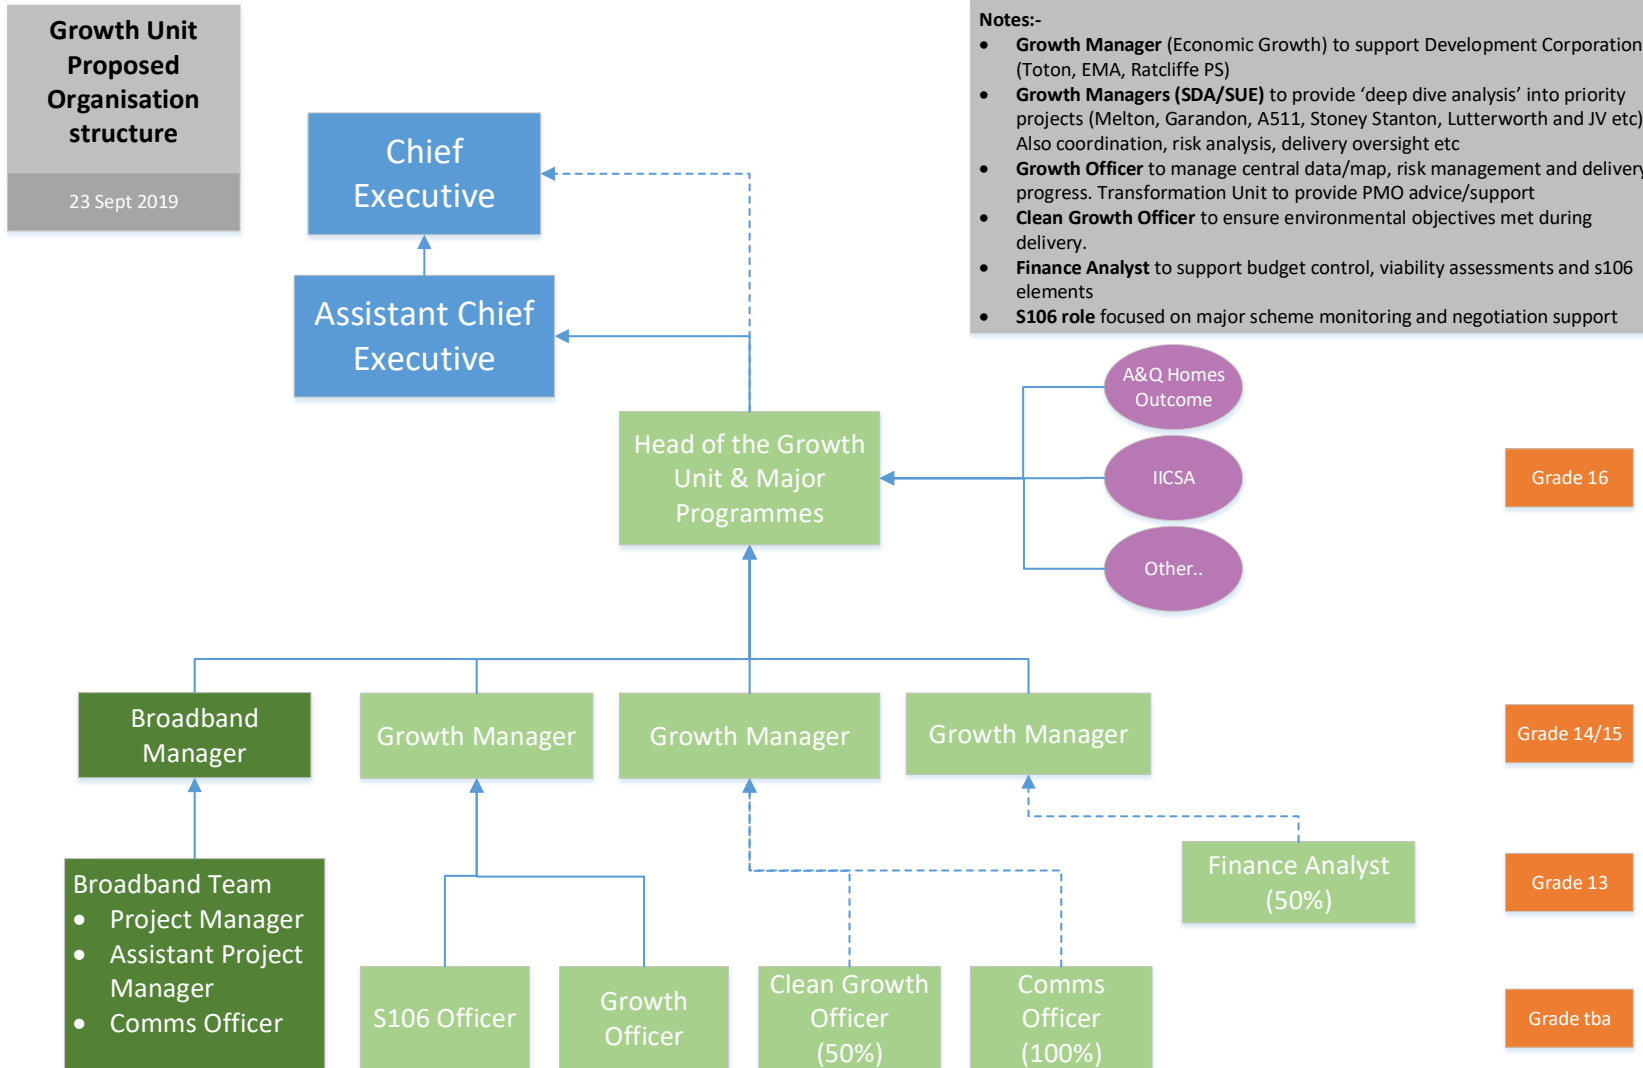 Growth Unit
Proposed
Organisation
structure
23 Sept 2019
Notes:-
• Growth Manager (Economic Growth) to support Development Corporation
(Toton, EMA, Ratcliffe PS)
• Growth Managers (SDA/SUE) to provide ‘deep dive analysis’ into priority
projects (Melton, Garandon, A511, Stoney Stanton, Lutterworth and JV etc)
Also coordination, risk analysis, delivery oversight etc
• Growth Officer to manage central data/map, risk management and delivery
progress. Transformation Unit to provide PMO advice/support
• Clean Growth Officer to ensure environmental objectives met during
delivery.
• Finance Analyst to support budget control, viability assessments and s106
elements
• S106 role focused on major scheme monitoring and negotiation support
Chief
Executive
Assistant Chief
Executive
Head of the Growth
Unit & Major
Programmes
A&Q Homes
Outcome
IICSA
Other..
Grade 16
Broadband
Manager
Growth Manager
Growth Manager
Growth Manager
Grade 14/15
Broadband Team
• Project Manager
• Assistant Project
Manager
• Comms Officer
Finance Analyst
(50%)
Grade 13
S106 Officer
Growth
Officer
Clean Growth
Officer
(50%)
Comms
Officer
(100%)
Grade tba